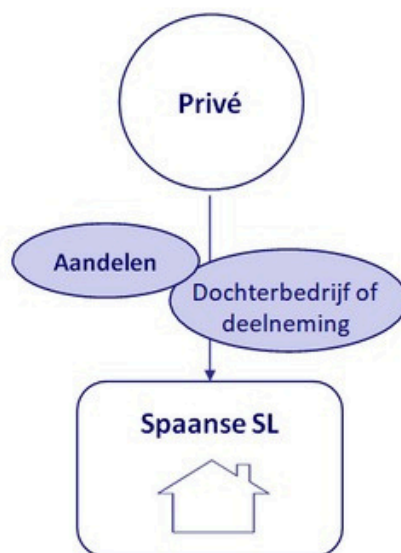 Privé
Aandelen
Dochterbedrijf of
deelneming
Spaanse SL